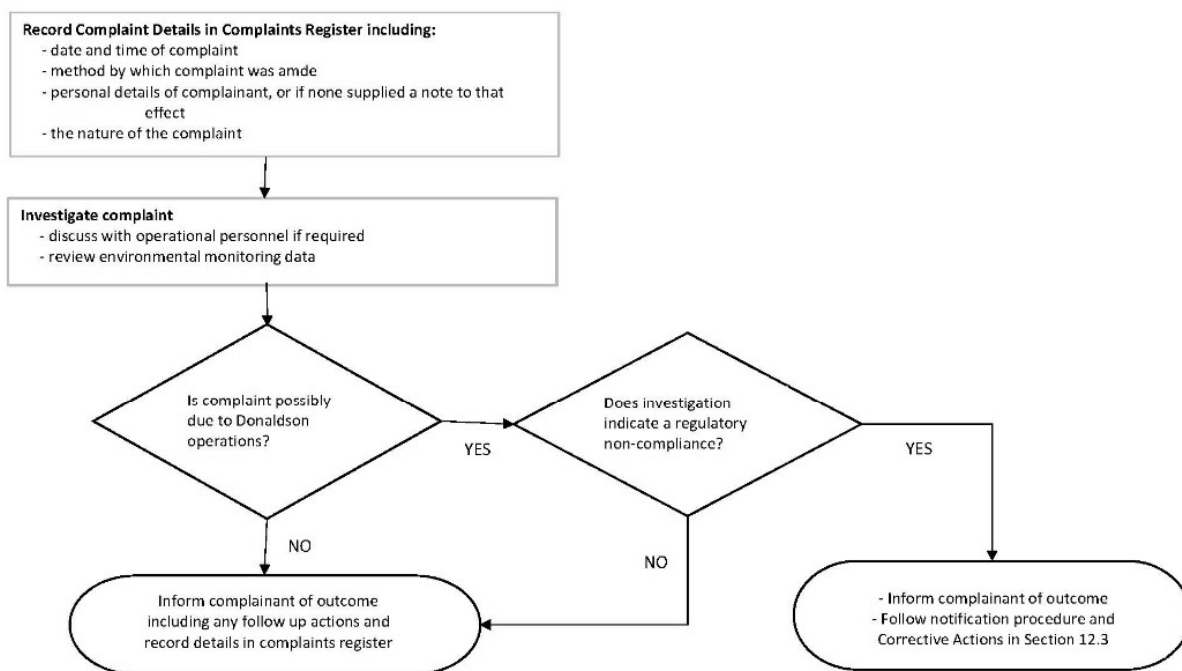 Record Complaint Details in Complaints Register including:
- date and time of complaint
- method by which complaint was amde
- personal details of complainant, or if none supplied a note to that
effect
- the nature of the complaint
Investigate complaint
- discuss with operational personnel if required
- review environmental monitoring data
Is complaint possibly
due to Donaldson
operations?
YES
Does investigation
indicate a regulatory
non-compliance?
YES
NO
NO
Inform complainant of outcome
including any follow up actions and
record details in complaints register
- Inform complainant of outcome
- Follow notification procedure and
Corrective Actions in Section 12.3